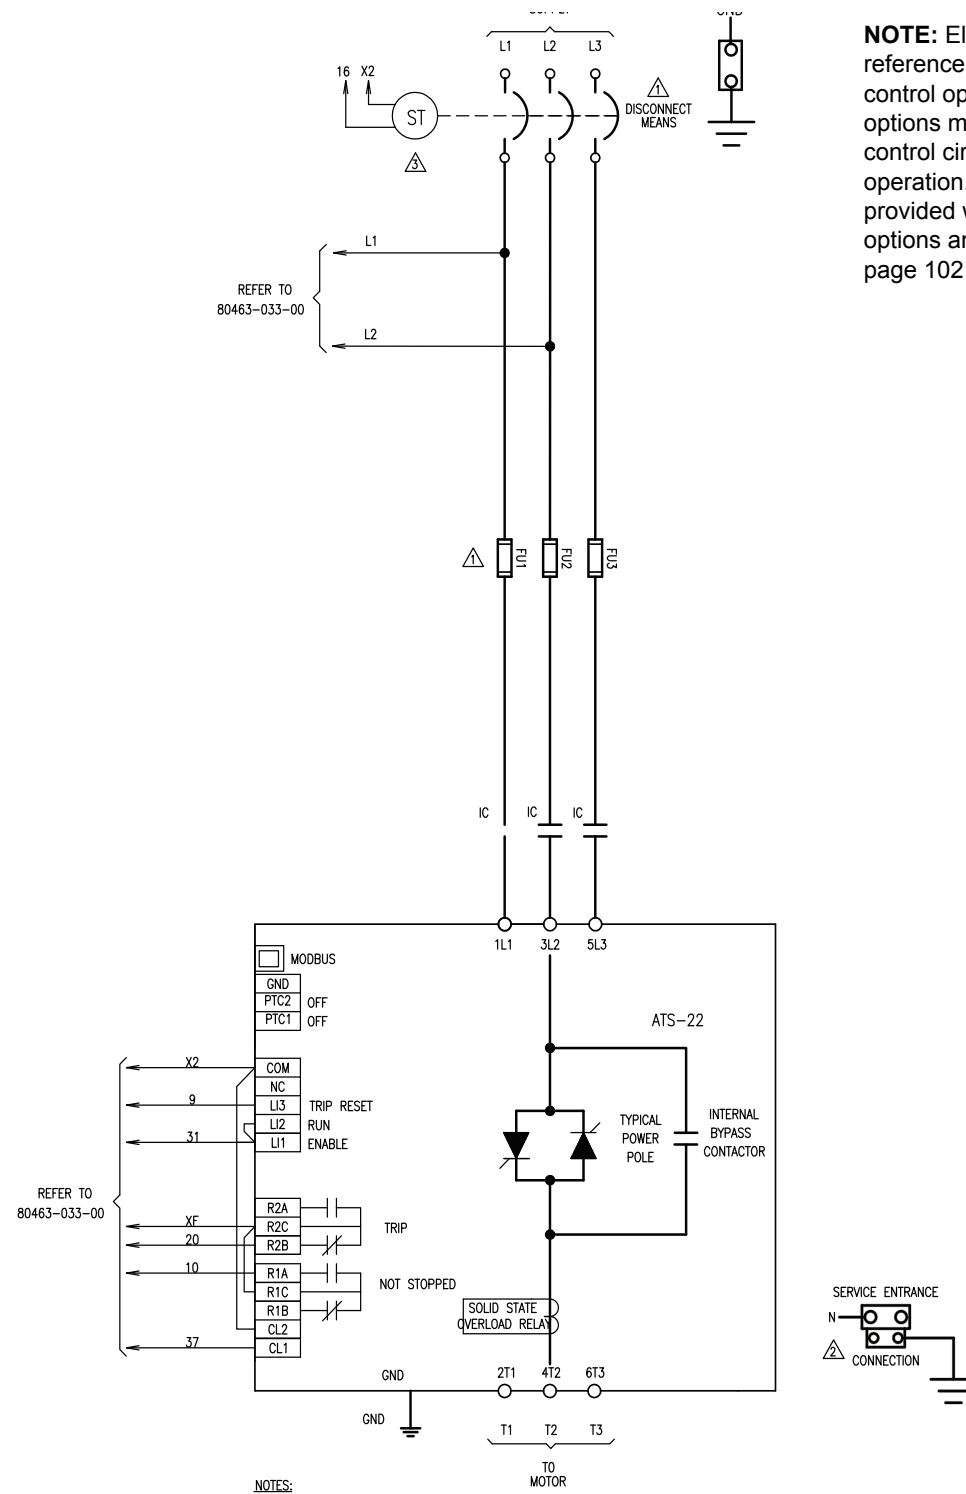 L1 L2 L3
NOTE:
reference
16 X2
control op
ST
1
DISCONNECT
MEANS
options m
control cir
3
operation.
provided
options
page 102
L1
REFER TO
80463-033-00
L2
1
FU1
FU2
FU3
IC IC IC
1L1 3L2 5L3
MODBUS
GND
PTC2 OFF
PTC1 OFF
ATS-22
X2 COM
NC
9 LI3 TRIP RESET
LI2 RUN
31 LI1 ENABLE
TYPICAL
POWER
POLE
INTERNAL
BYPASS
CONTACTOR
REFER TO
80463-033-00
R2A
XF R2C TRIP
20 R2B
10 R1A
R1C NOT STOPPED
R1B
CL2
37 CL1
SOLID STATE
OVERLOAD RELAY
SERVICE ENTRANCE
N
2
CONNECTION
GND
2T1 4T2 6T3
GND
T1 T2 T3
TO
MOTOR
NOTES: